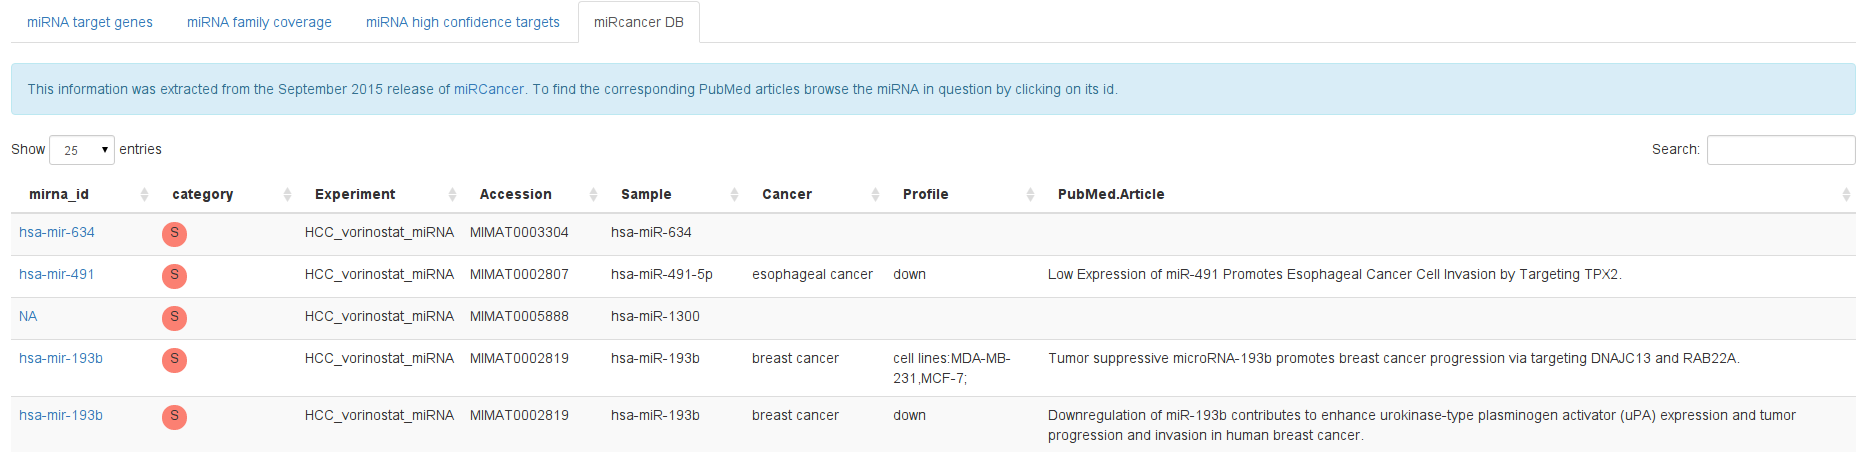 miRNA target genes miRNA family coverage miRNA high confidence targets miRcancer DB
This information was extracted from the September 2015 release of miRCancer. To find the corresponding PubMed articles browse the miRNA in question by clicking on its id.
Show 25 entries Search:
mirna_id category Experiment Accession Sample Cancer Profile PubMed.Article
hsa-mir-634 S HCC_vorinostat_miRNA MIMAT0003304 hsa-miR-634
hsa-mir-491 S HCC_vorinostat_miRNA MIMAT0002807 hsa-miR-491-5p esophageal cancer down Low Expression of miR-491 Promotes Esophageal Cancer Cell Invasion by Targeting TPX2.
NA S HCC_vorinostat_miRNA MIMAT0005888 hsa-miR-1300
hsa-mir-193b S HCC_vorinostat_miRNA MIMAT0002819 hsa-miR-193b breast cancer cell lines:MDA-MB- Tumor suppressive microRNA-193b promotes breast cancer progression via targeting DNAJC13 and RAB22A.
231,MCF-7;
hsa-mir-193b S HCC_vorinostat_miRNA MIMAT0002819 hsa-miR-193b breast cancer down Downregulation of miR-193b contributes to enhance urokinase-type plasminogen activator (uPA) expression and tumor
progression and invasion in human breast cancer.